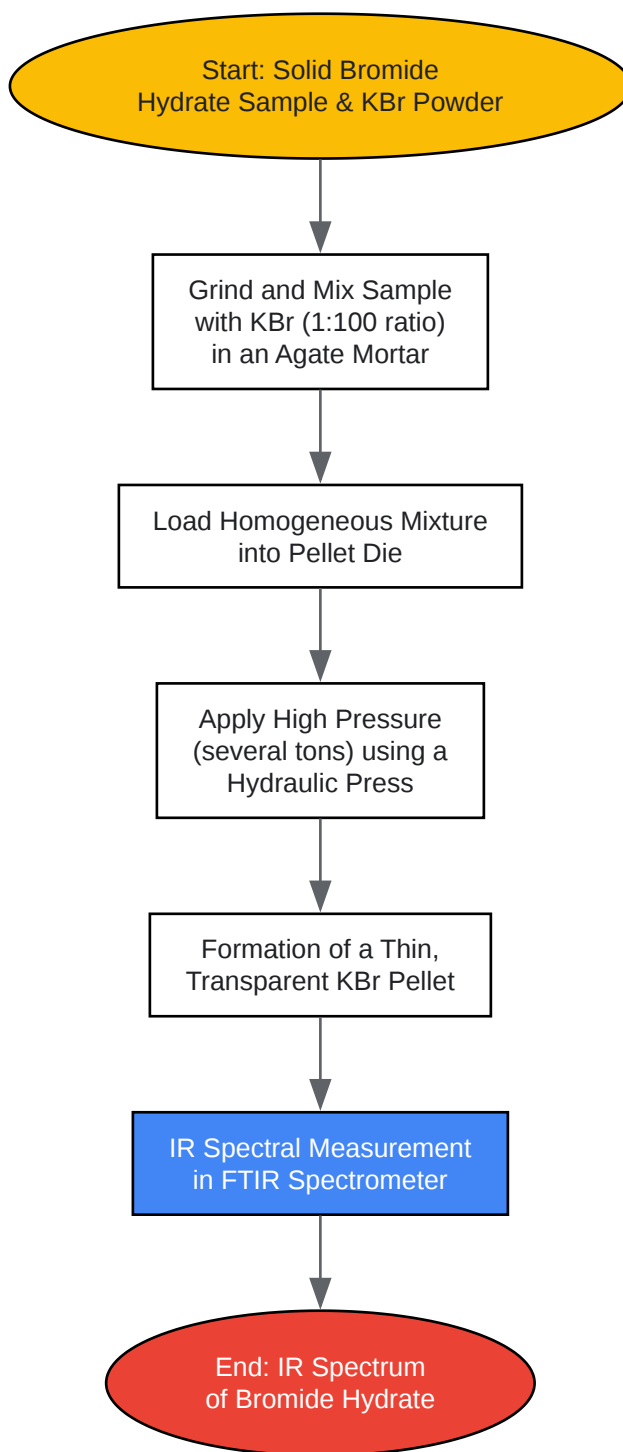 Start: Solid Bromide
Hydrate Sample & KBr Powder
Grind and Mix Sample
with KBr (1:100 ratio)
in an Agate Mortar
Load Homogeneous Mixture
into Pellet Die
Apply High Pressure
(several tons) using a
Hydraulic Press
Formation of a Thin,
Transparent KBr Pellet
IR Spectral Measurement
in FTIR Spectrometer
End: IR Spectrum
of Bromide Hydrate